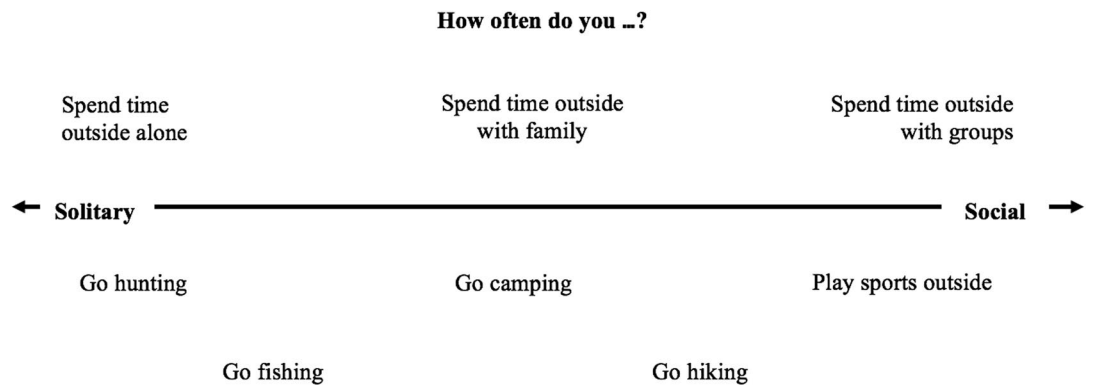 How often do you ...?
Spend time
outside alone
Spend time outside
with family
Spend time outside
with groups
Solitary
Social
Go hunting
Go camping
Play sports outside
Go fishing
Go hiking